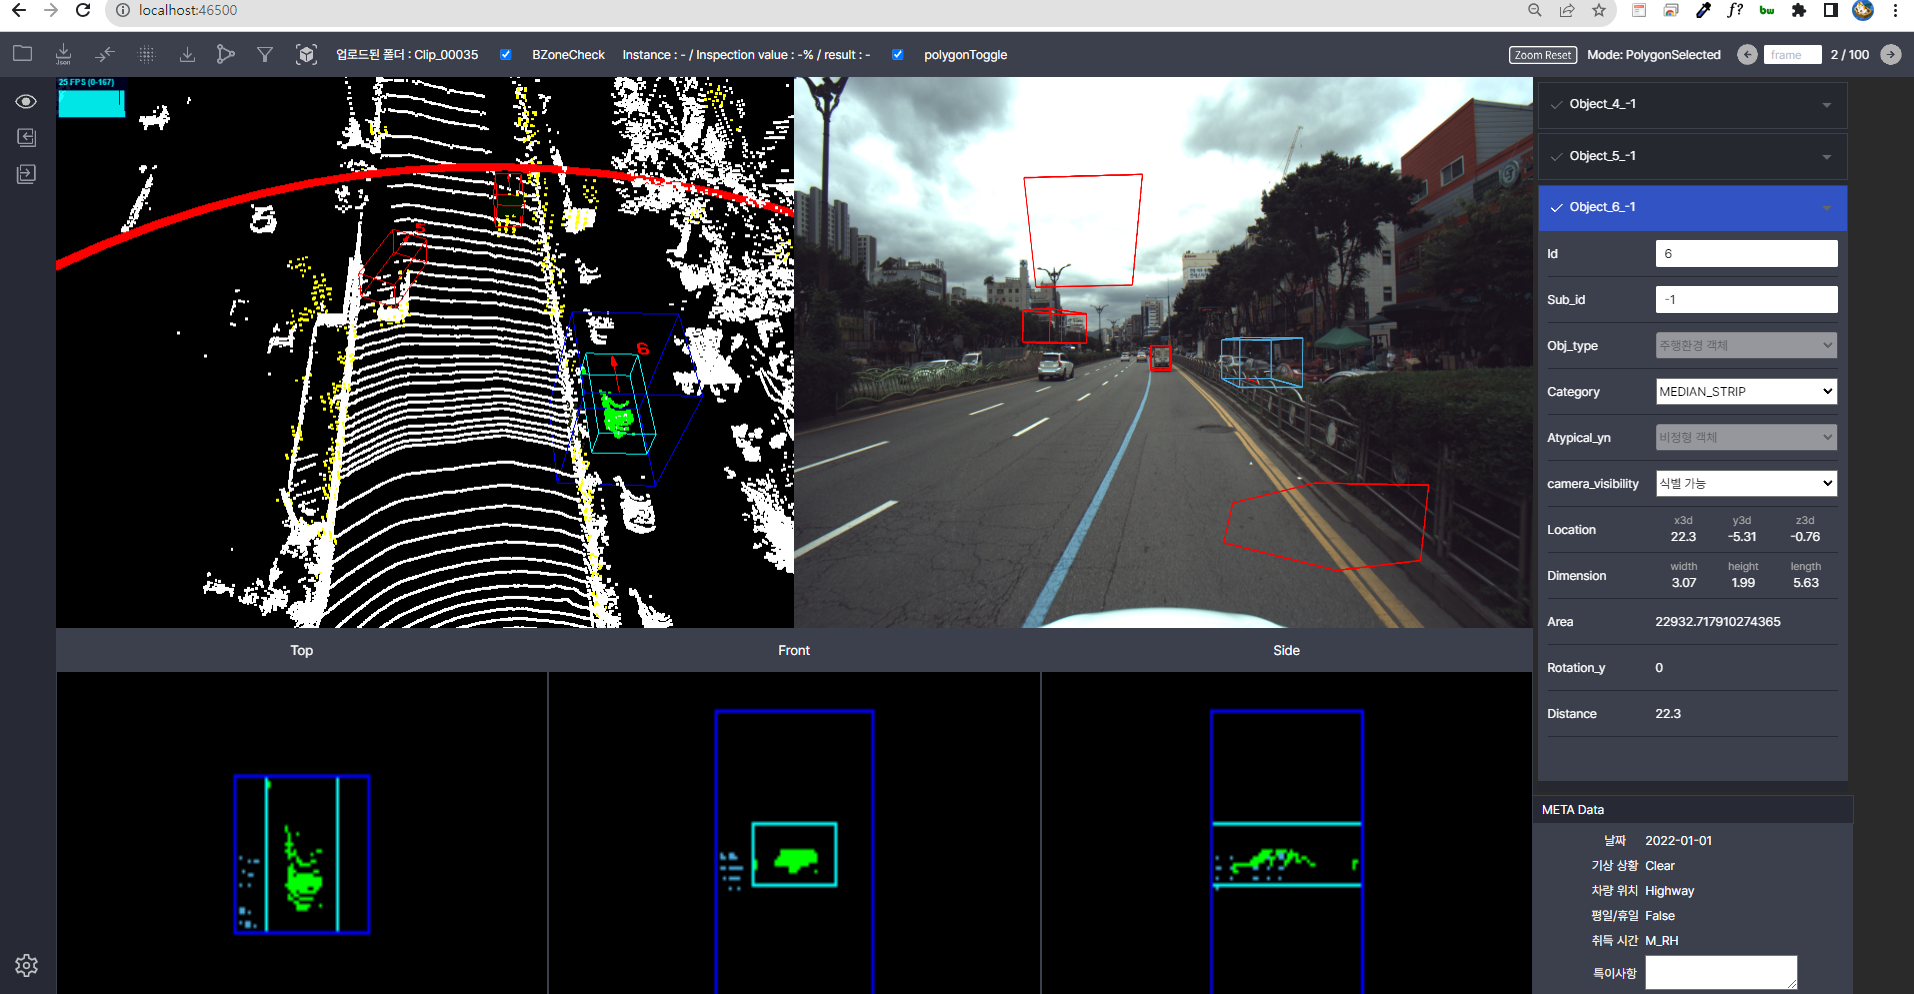 localhost:46500
Json
업로드된 폴더 : Clip_00035
BZoneCheck
Instance : - / Inspection value : -% / result : -
polygonToggle
Zoom Reset
Mode: PolygonSelected
frame
2 / 100
25 FPS (0-167)
5
6
Object_4_-1
Object_5_-1
Object_6_-1
Id
6
Sub_id
-1
Obj_type
주행환경 객체
Category
MEDIAN_STRIP
Atypical_yn
비정형 객체
camera_visibility
식별 가능
Location
x3d y3d z3d
22.3 -5.31 -0.76
Dimension
width height length
3.07 1.99 5.63
Area
22932.717910274365
Rotation_y
0
Distance
22.3
Top
Front
Side
META Data
날짜 2022-01-01
기상 상황 Clear
차량 위치 Highway
평일/휴일 False
취득 시간 M_RH
특이사항